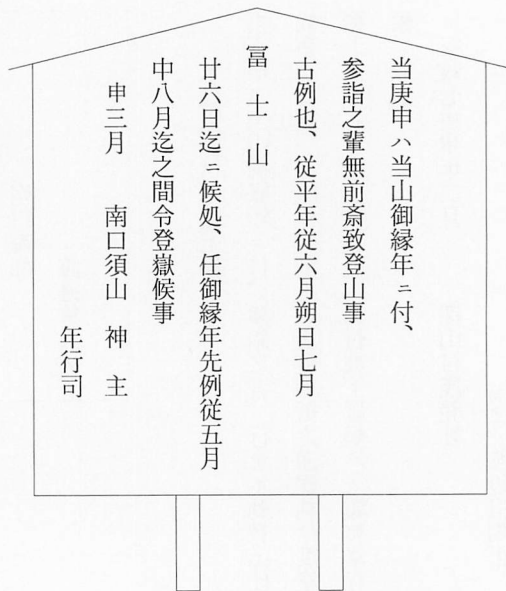 当庚申ハ当山御縁年ニ付、
参詣之輩無前斎致登山事
古例也、従平年従六月朔日七月
冨士山
廿六日迄ニ候処、任御縁年先例従五月
中八月迄之間令登嶽候事
申三月　南口須山　神主
年行司